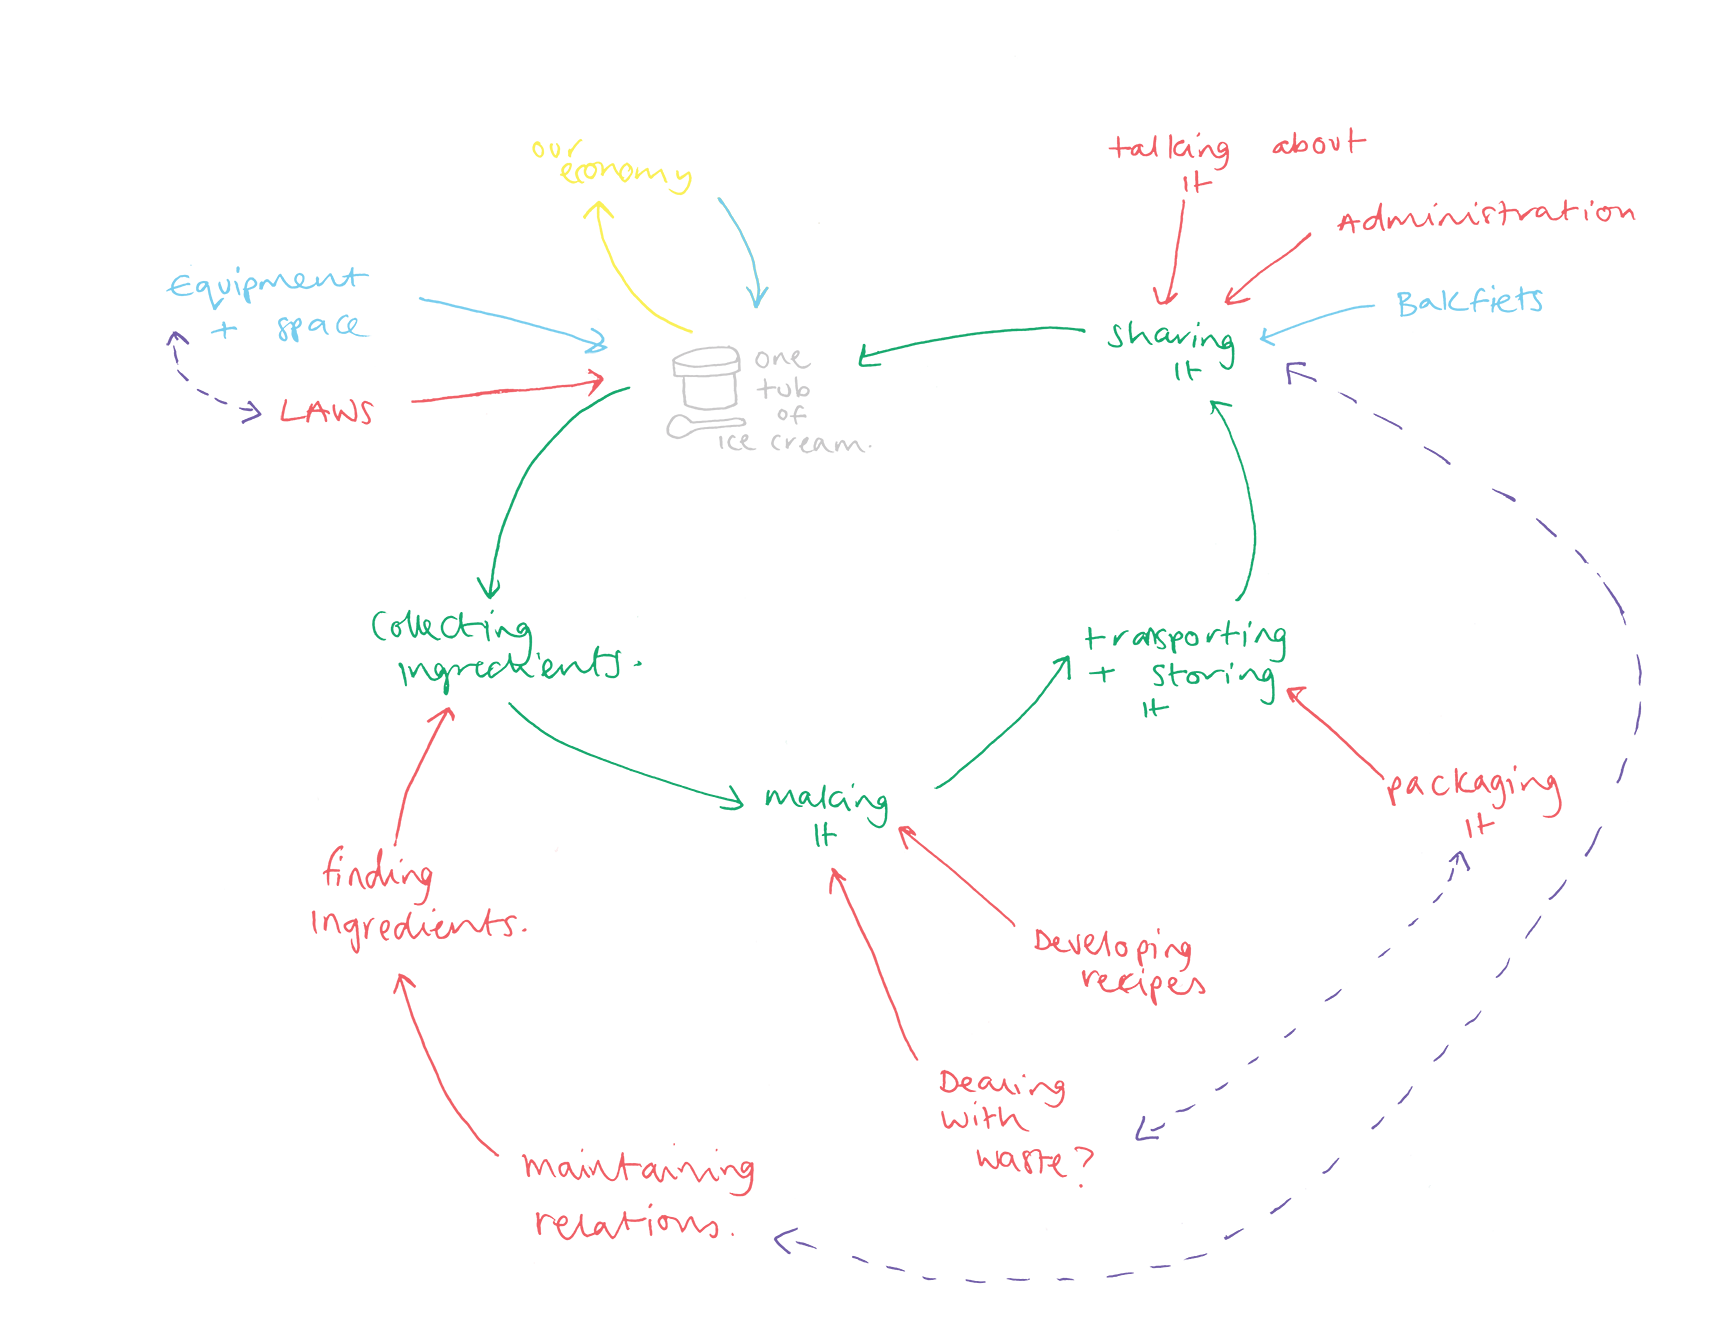 our
economy
talking about
It
Administration
Equipment
+ space
Bakfiets
LAWS
sharing
It
one
tub
of
ice cream.
Collecting
ingredients.
transporting
+ storing
It
making
It
packaging
It
finding
Ingredients.
Developing
recipes
Dealing
with
waste?
maintaining
relations.